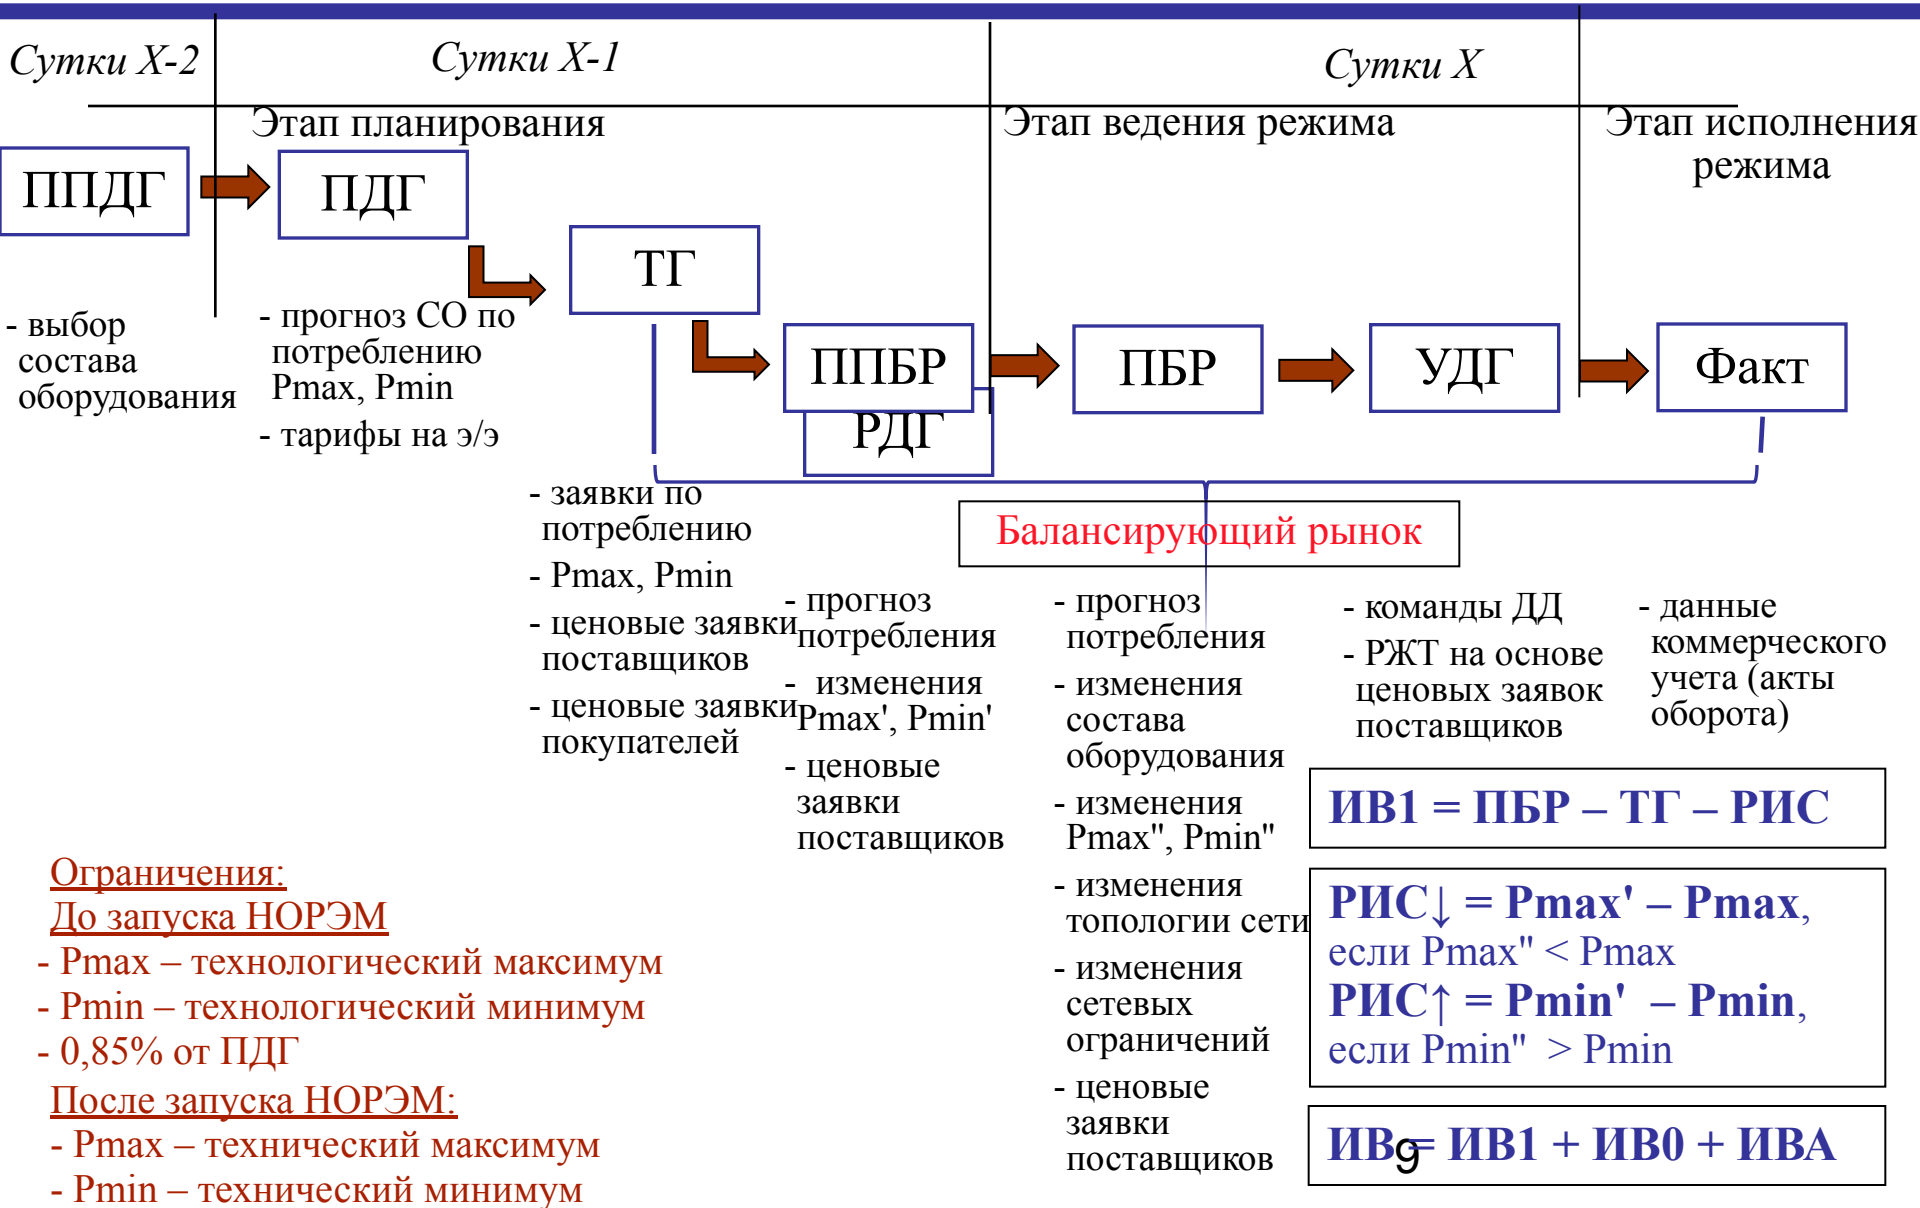 Сутки X-2
Сутки X-1
Сутки X
Этап планирования
Этап ведения режима
Этап исполнения
режима
ППДГ
ПДГ
ТГ
ППБР
РДГ
ПБР
УДГ
Факт
- выбор
состава
оборудования
- прогноз СО по
потреблению
Pmax, Pmin
- тарифы на э/э
- заявки по
потреблению
- Pmax, Pmin
- ценовые заявки
поставщиков
- ценовые заявки
покупателей
Балансирующий рынок
- прогноз
потребления
- изменения
Pmax', Pmin'
- ценовые
заявки
поставщиков
- прогноз
потребления
- изменения
состава
оборудования
- изменения
Pmax", Pmin"
- изменения
топологии сети
- изменения
сетевых
ограничений
- ценовые
заявки
поставщиков
- команды ДД
- РЖТ на основе
ценовых заявок
поставщиков
- данные
коммерческого
учета (акты
оборота)
ИВ1 = ПБР – ТГ – РИС
РИС↓ = Pmax' – Pmax,
если Pmax" < Pmax
РИС↑ = Pmin' – Pmin,
если Pmin" > Pmin
ИВ = ИВ1 + ИВ0 + ИВА
9
Ограничения:
До запуска НОРЭМ
- Pmax – технологический максимум
- Pmin – технологический минимум
- 0,85% от ПДГ
После запуска НОРЭМ:
- Pmax – технический максимум
- Pmin – технический минимум